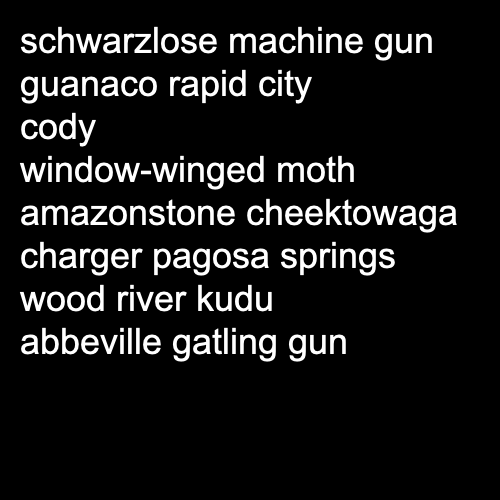 schwarzlose machine gun
guanaco rapid city
cody
window-winged moth
amazonstone cheektowaga
charger pagosa springs
wood river kudu
abbeville gatling gun